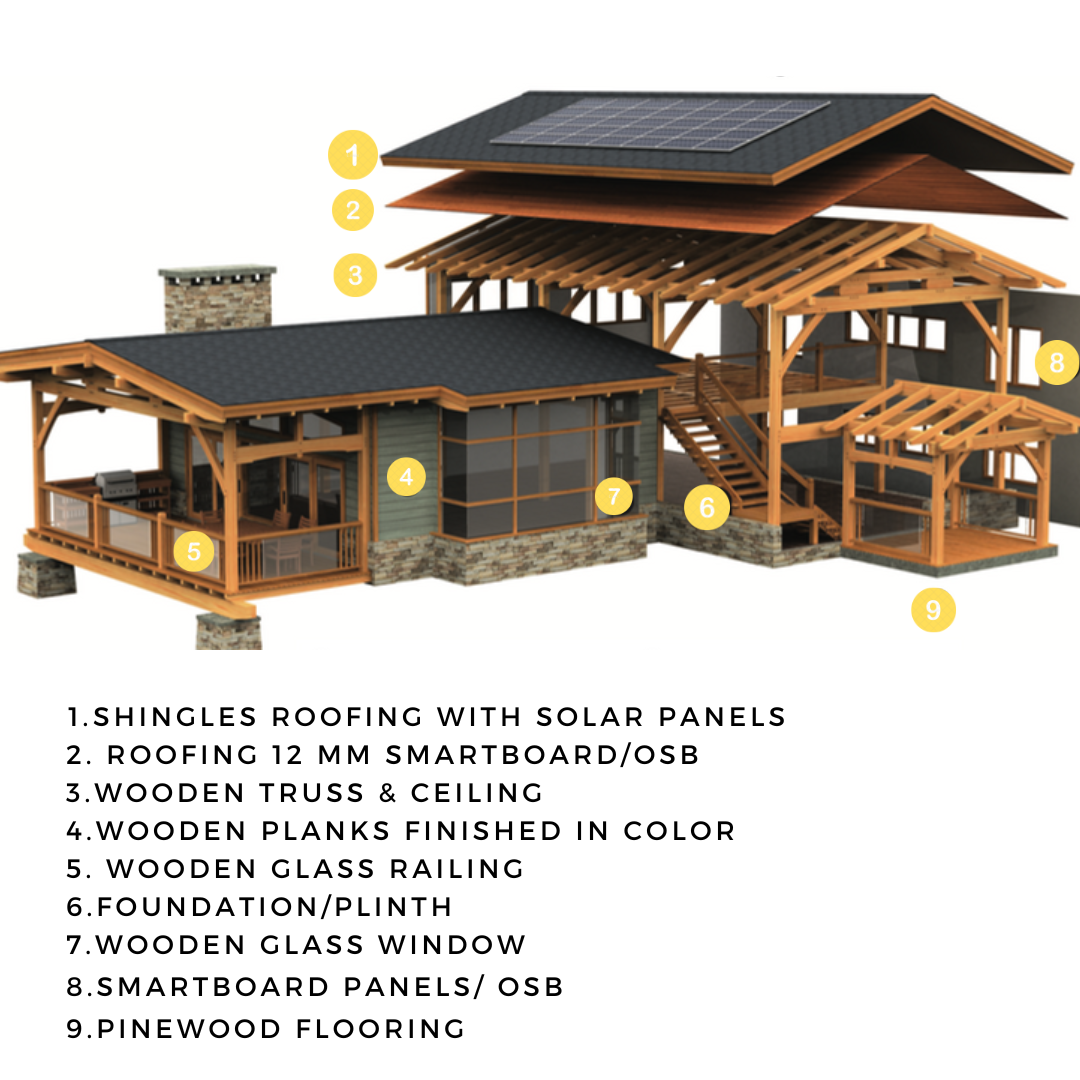 1
2
3
8
4
7
6
5
9
1.SHINGLES ROOFING WITH SOLAR PANELS
2. ROOFING 12 MM SMARTBOARD/OSB
3.WOODEN TRUSS & CEILING
4.WOODEN PLANKS FINISHED IN COLOR
5. WOODEN GLASS RAILING
6.FOUNDATION/PLINTH
7.WOODEN GLASS WINDOW
8.SMARTBOARD PANELS/ OSB
9.PINEWOOD FLOORING